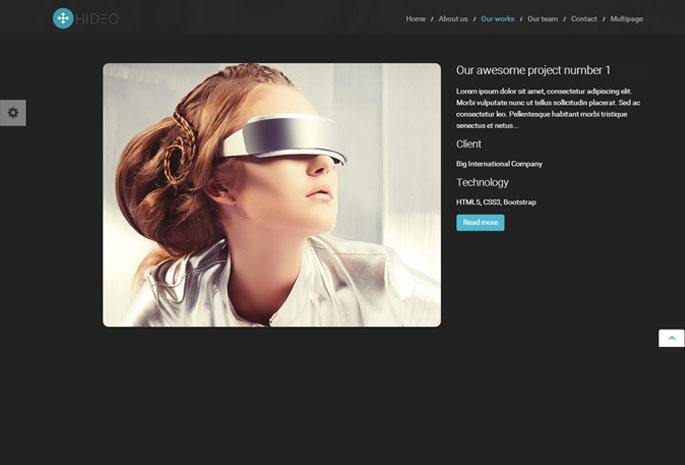 HIDEO
Home / About us / Our works / Our team / Contact / Multipage
Our awesome project number 1
Lorem ipsum dolor sit amet, consectetur adipiscing elit.
Morbi vulputate nunc ut tellus sollicitudin placerat. Sed ac
consectetur leo. Pellentesque habitant morbi tristique
senectus et netus...
Client
Big International Company
Technology
HTML5, CSS3, Bootstrap
Read more